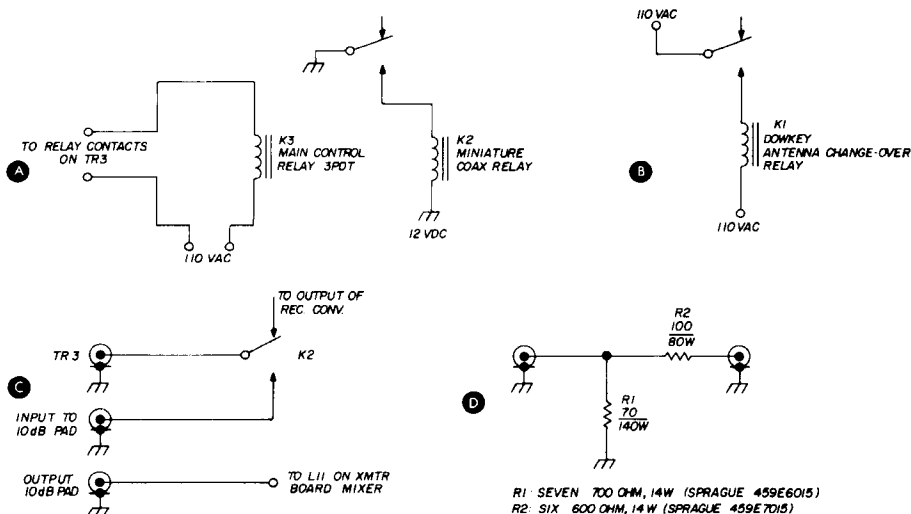 TO RELAY CONTACTS
ON TR3
A
K3
MAIN CONTROL
RELAY 3PDT
110 VAC
K2
MINIATURE
COAX RELAY
12 VDC
110 VAC
B
K1
DOWKEY
ANTENNA CHANGE-OVER
RELAY
110 VAC
TO OUTPUT OF
REC. CONV.
TR3
K2
C
INPUT TO
10dB PAD
OUTPUT
10dB PAD
TO L11 ON XMTR
BOARD MIXER
R2
100
80W
D
R1
70
140W
R1: SEVEN 700 OHM, 14W (SPRAGUE 459E6015)
R2: SIX 600 OHM, 14W (SPRAGUE 459E7015)